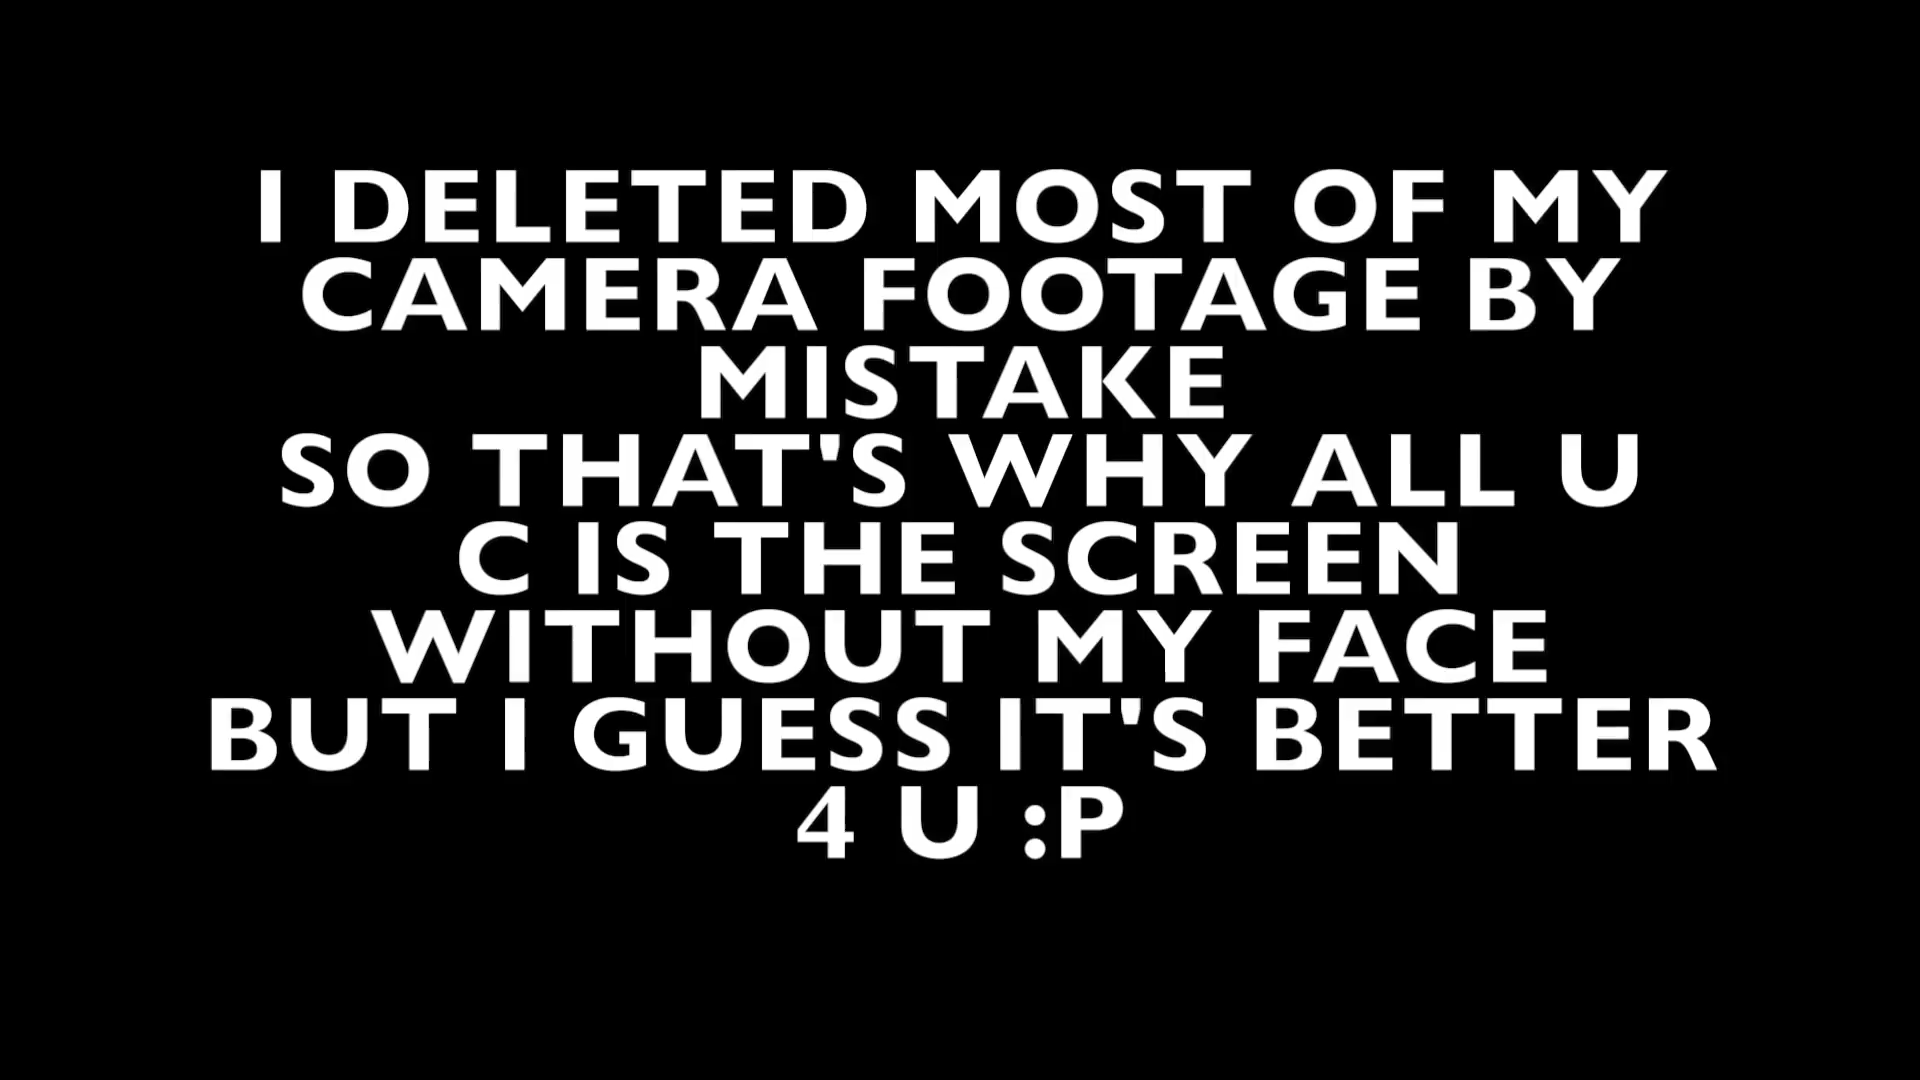 I DELETED MOST OF MY
CAMERA FOOTAGE BY
MISTAKE
SO THAT'S WHY ALL U
C IS THE SCREEN
WITHOUT MY FACE
BUT I GUESS IT'S BETTER
4 U :P